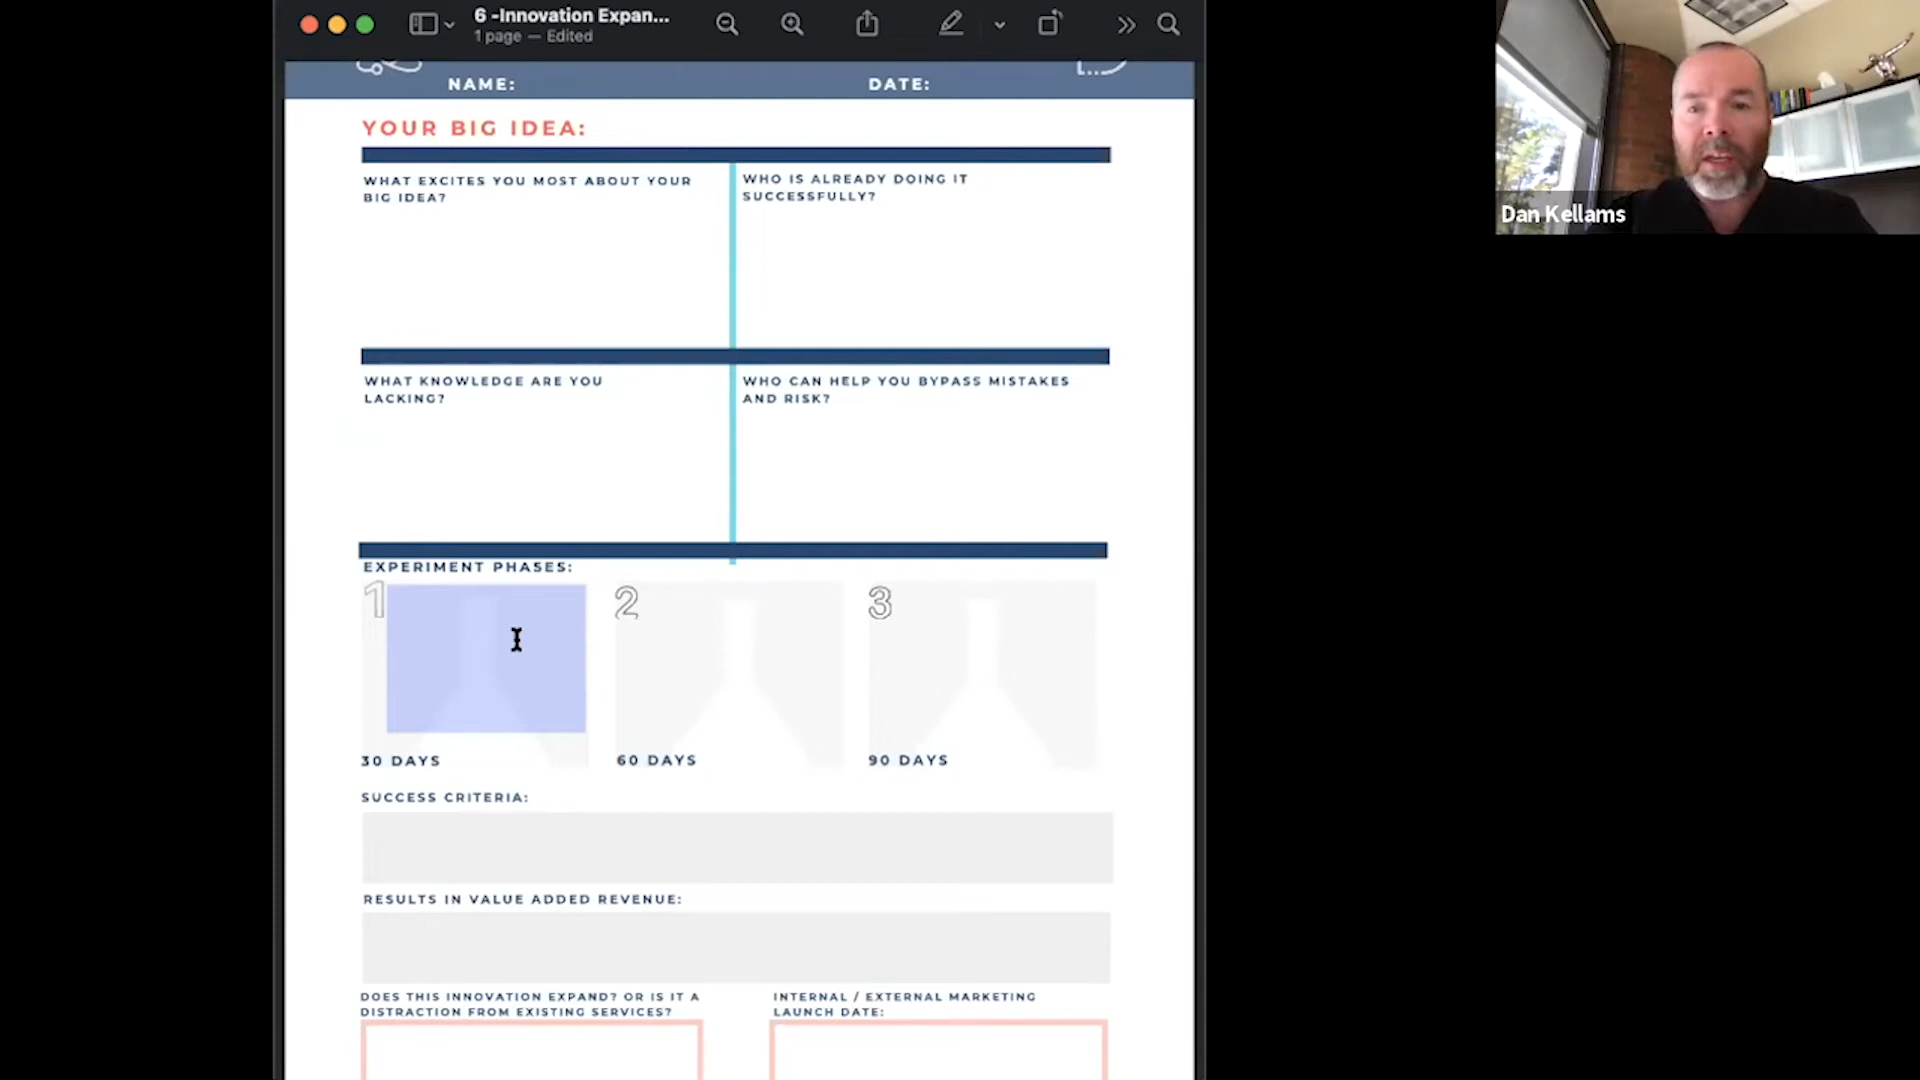 6 -Innovation Expan...
1 page — Edited
NAME:
DATE:
YOUR BIG IDEA:
WHAT EXCITES YOU MOST ABOUT YOUR
BIG IDEA?
WHO IS ALREADY DOING IT
SUCCESSFULLY?
WHAT KNOWLEDGE ARE YOU
LACKING?
WHO CAN HELP YOU BYPASS MISTAKES
AND RISK?
EXPERIMENT PHASES:
1
2
3
30 DAYS
60 DAYS
90 DAYS
SUCCESS CRITERIA:
RESULTS IN VALUE ADDED REVENUE:
DOES THIS INNOVATION EXPAND? OR IS IT A
DISTRACTION FROM EXISTING SERVICES?
INTERNAL / EXTERNAL MARKETING
LAUNCH DATE:
Dan Kellams